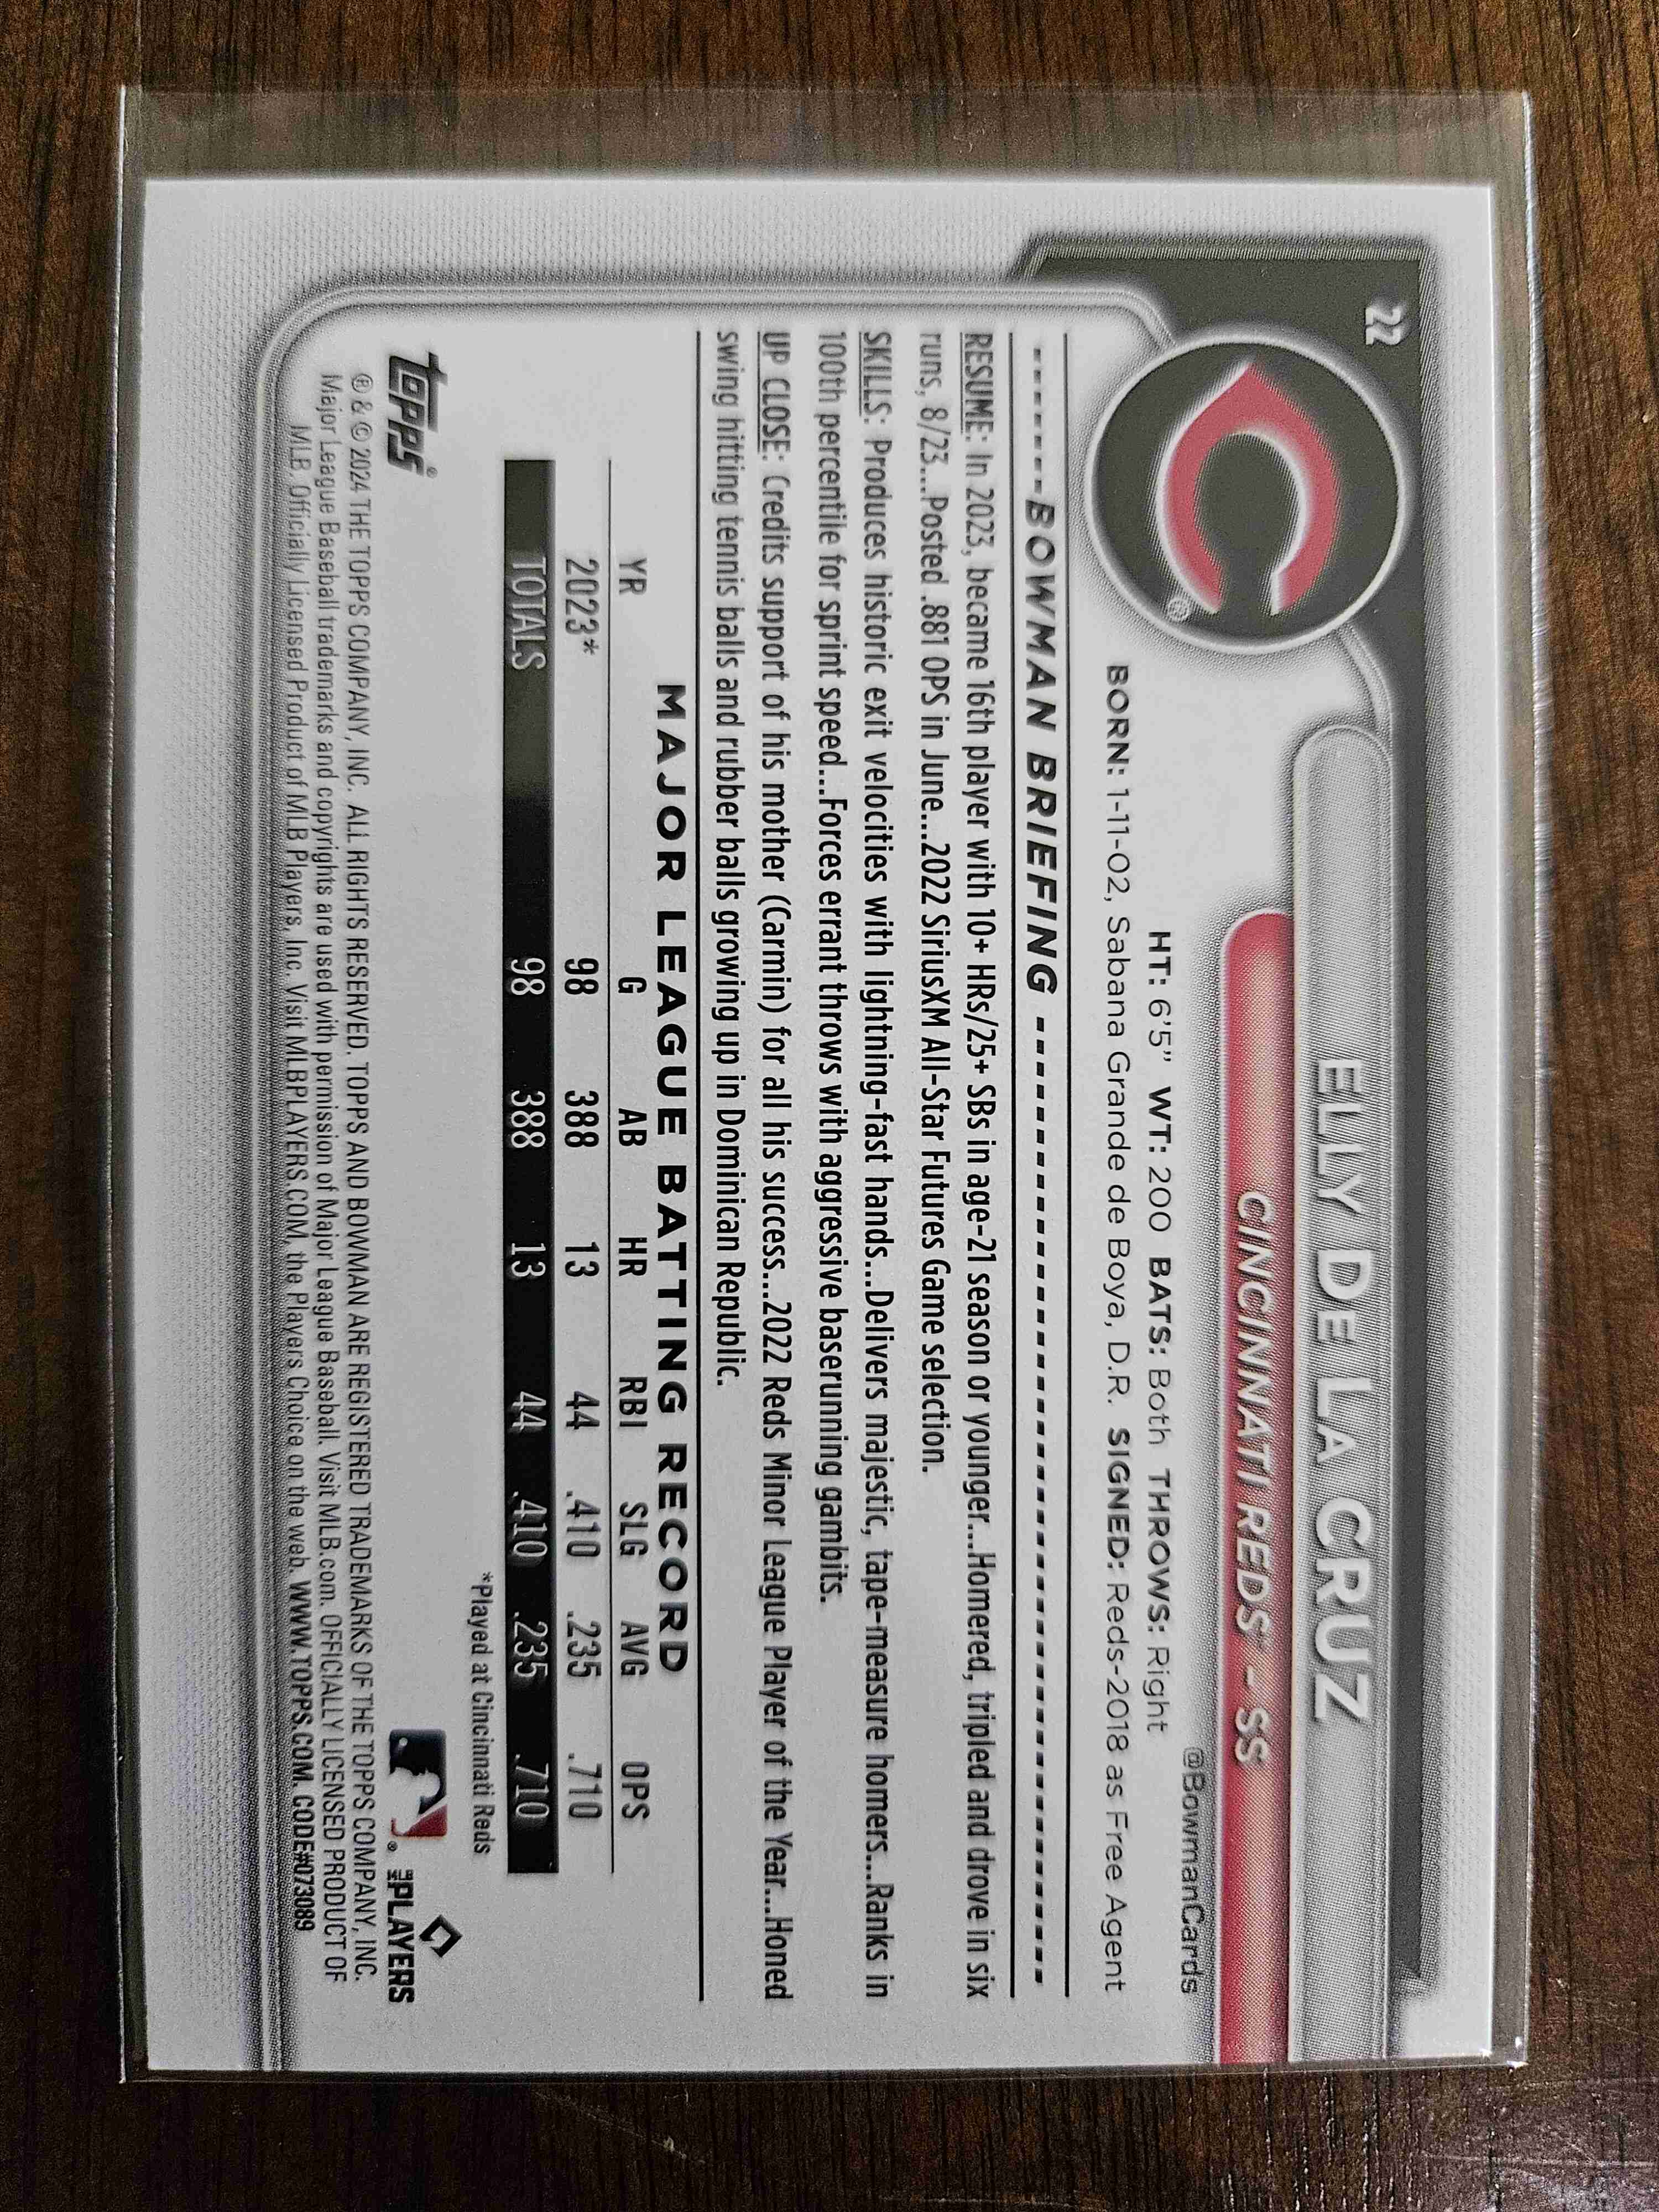 22
ELLY DE LA CRUZ
CINCINNATI REDS® – SS
@BowmanCards
HT: 6'5" WT: 200 BATS: Both THROWS: Right
BORN: 1-11-02, Sabana Grande de Boya, D.R. SIGNED: Reds-2018 as Free Agent
®
BOWMAN BRIEFING
RESUME: In 2023, became 16th player with 10+ HRs/25+ SBs in age-21 season or younger...Homered, tripled and drove in six
runs, 8/23...Posted .881 OPS in June...2022 SiriusXM All-Star Futures Game selection.
SKILLS: Produces historic exit velocities with lightning-fast hands...Delivers majestic, tape-measure homers...Ranks in
100th percentile for sprint speed...Forces errant throws with aggressive baserunning gambits.
UP CLOSE: Credits support of his mother (Carmin) for all his success...2022 Reds Minor League Player of the Year...Honed
swing hitting tennis balls and rubber balls growing up in Dominican Republic.
MAJOR LEAGUE BATTING RECORD
YR G AB HR RBI SLG AVG OPS
2023* 98 388 13 44 .410 .235 .710
TOTALS 98 388 13 44 .410 .235 .710
*Played at Cincinnati Reds
topps®
® THE PLAYERS
® & © 2024 THE TOPPS COMPANY, INC. ALL RIGHTS RESERVED. TOPPS AND BOWMAN ARE REGISTERED TRADEMARKS OF THE TOPPS COMPANY, INC.
Major League Baseball trademarks and copyrights are used with permission of Major League Baseball. Visit MLB.com. OFFICIALLY LICENSED PRODUCT OF
MLB Officially Licensed Product of MLB Players, Inc. Visit MLBPLAYERS.COM, the Players Choice on the web. WWW.TOPPS.COM. CODE#073089